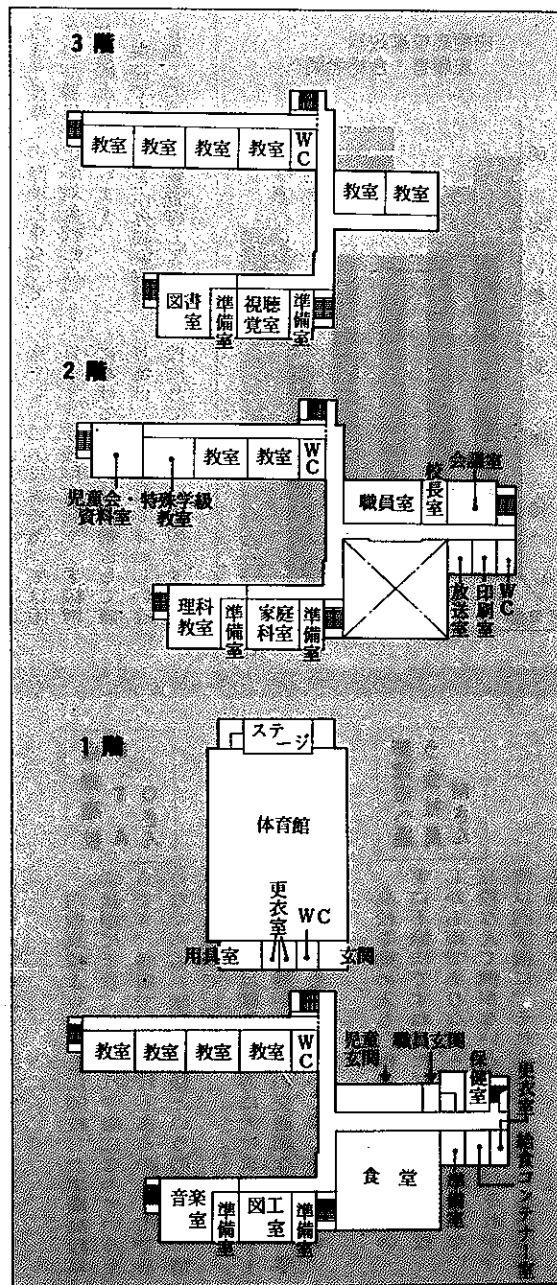 3階
教室
教室
教室
教室
WC
教室
教室
図書室
準備室
視聴覚室
準備室
2階
教室
教室
WC
児童会・資料室
特殊学級教室
職員室
校長室
会議室
理科教室
準備室
家庭科室
準備室
放送室
印刷室
WC
1階
ステージ
体育館
更衣室
WC
用具室
玄関
教室
教室
教室
教室
WC
児童玄関
職員玄関
保健室
更衣室
給食コンテナー室
音楽室
準備室
図工室
準備室
食堂
準備室